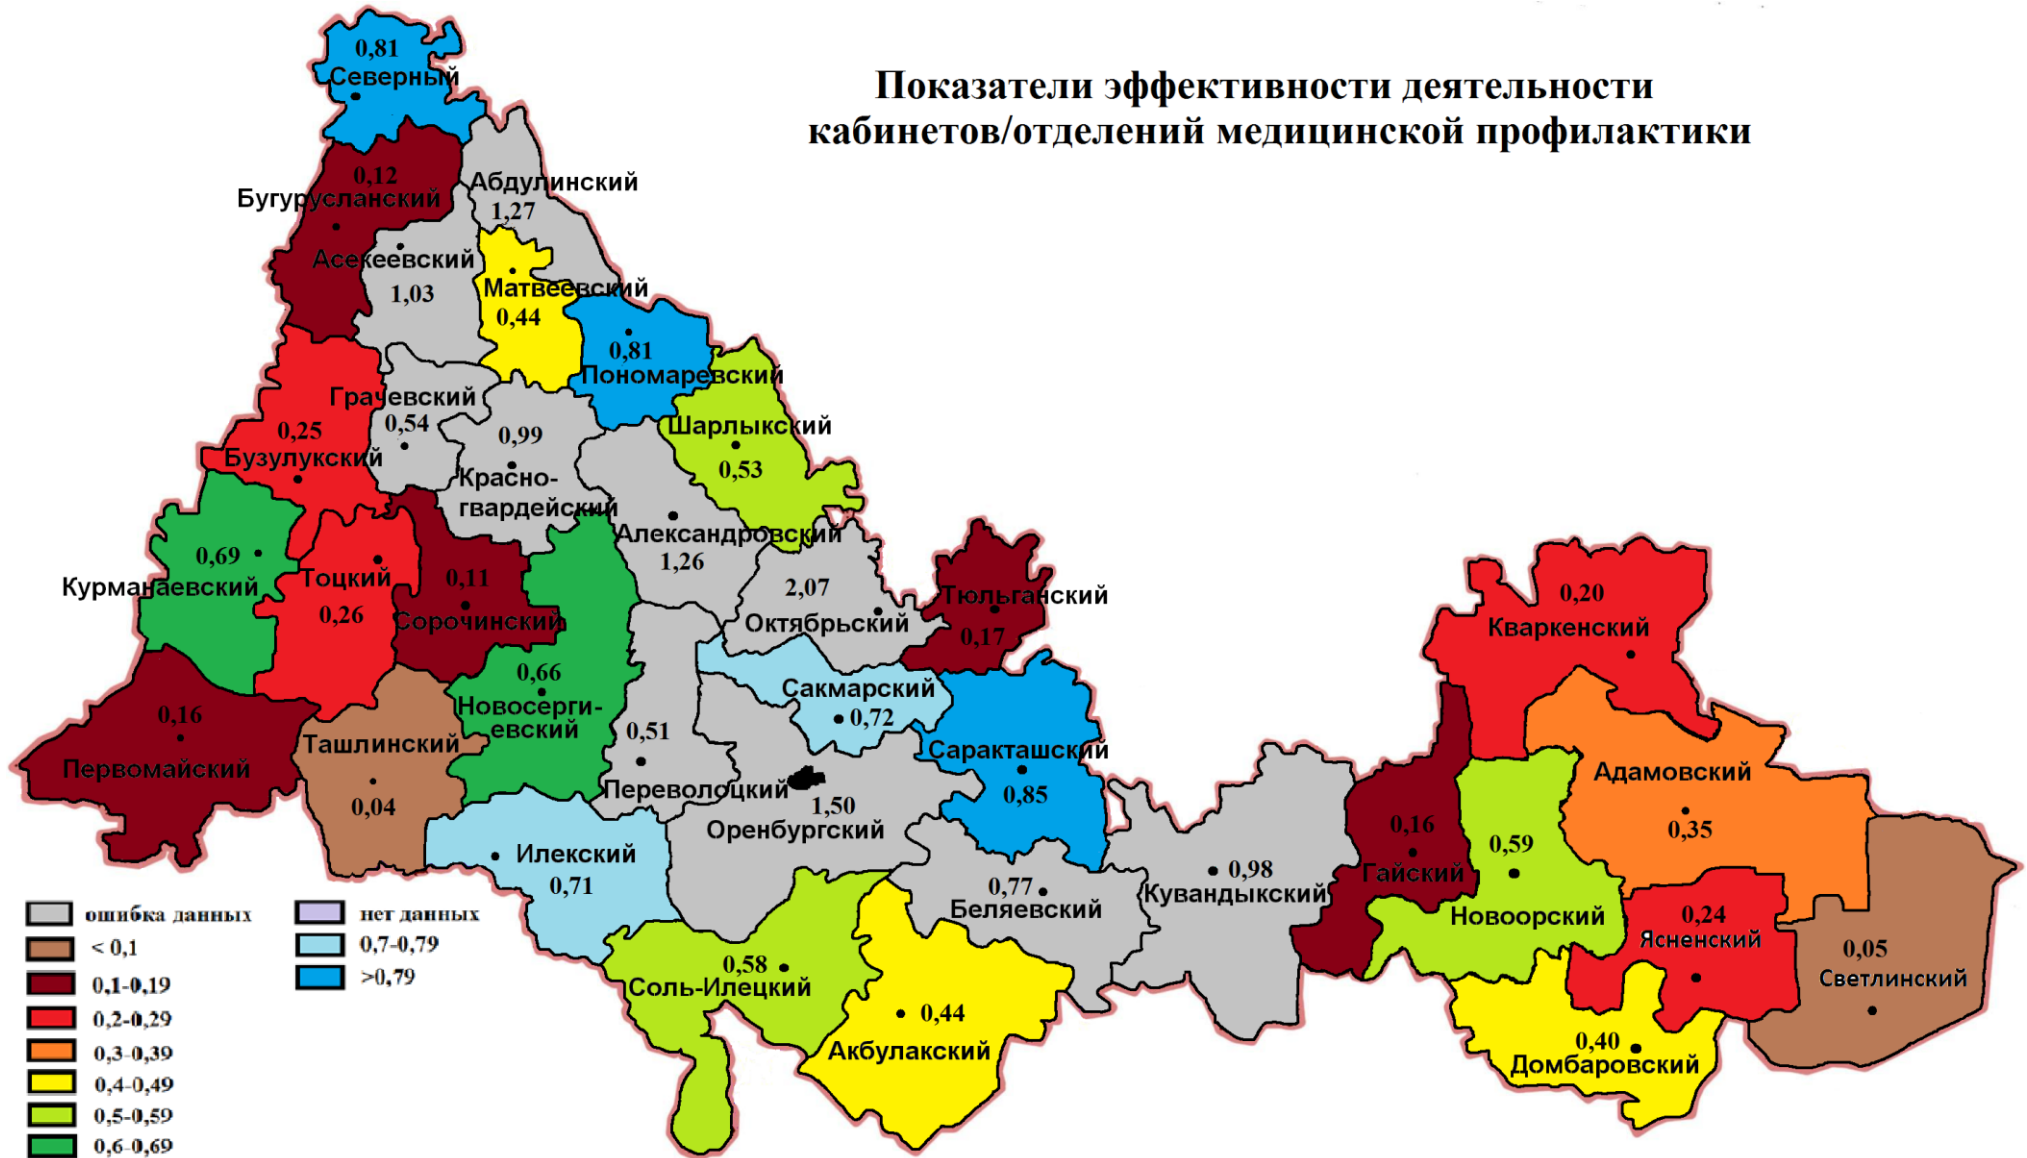 Показатели эффективности деятельности
кабинетов/отделений медицинской профилактики
0,81
Северный
0,12
Бугурусланский
Абдулинский
1,27
Асекеевский
1,03
Матвеевский
0,44
0,81
Пономаревский
Грачевский
0,54
0,25
Бузулукский
0,99
Красно-
гвардейский
Шарлыкский
0,53
Александровский
1,26
0,69
Курманаевский
Тоцкий
0,26
0,11
Сорочинский
2,07
Октябрьский
Тюльганский
0,17
0,20
Кваркенский
0,66
Новосерги-
евский
Сакмарский
0,72
0,16
Первомайский
Ташлинский
0,04
0,51
Переволоцкий
1,50
Оренбургский
Саракташский
0,85
Адамовский
0,35
Илекский
0,71
0,77
Беляевский
0,98
Кувандыкский
0,16
Гайский
0,59
Новоорский
0,24
Ясненский
0,05
Светлинский
0,58
Соль-Илецкий
0,44
Акбулакский
0,40
Домбаровский
ошибка данных
< 0,1
0,1-0,19
0,2-0,29
0,3-0,39
0,4-0,49
0,5-0,59
0,6-0,69
нет данных
0,7-0,79
>0,79